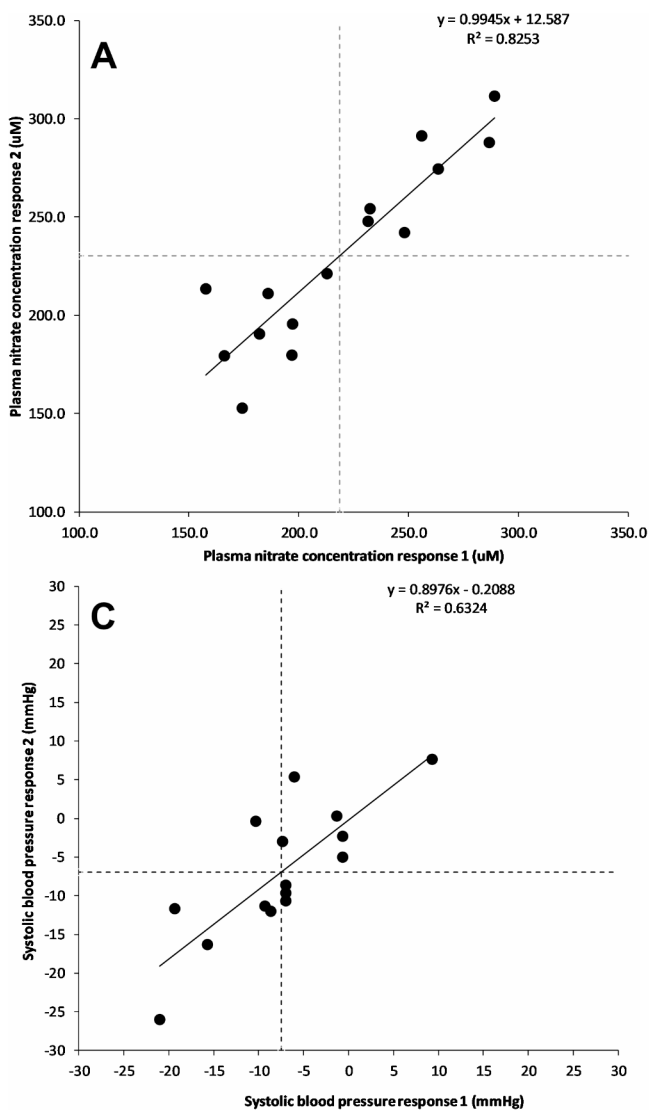 A
y = 0.9945x + 12.587
R² = 0.8253
350.0
300.0
250.0
200.0
150.0
100.0
Plasma nitrate concentration response 2 (uM)
100.0 150.0 200.0 250.0 300.0 350.0
Plasma nitrate concentration response 1 (uM)
C
y = 0.8976x - 0.2088
R² = 0.6324
30
25
20
15
10
5
0
-5
-10
-15
-20
-25
-30
Systolic blood pressure response 2 (mmHg)
-30 -25 -20 -15 -10 -5 0 5 10 15 20 25 30
Systolic blood pressure response 1 (mmHg)